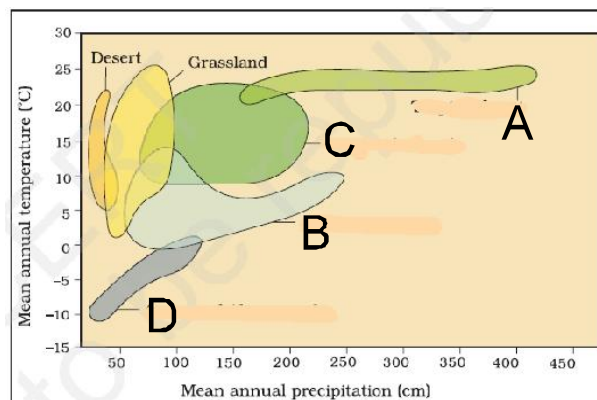 Desert
Grassland
A
C
B
D
Mean annual temperature (°C)
30
25
20
15
10
5
0
-5
-10
-15
50 100 150 200 250 300 350 400 450
Mean annual precipitation (cm)